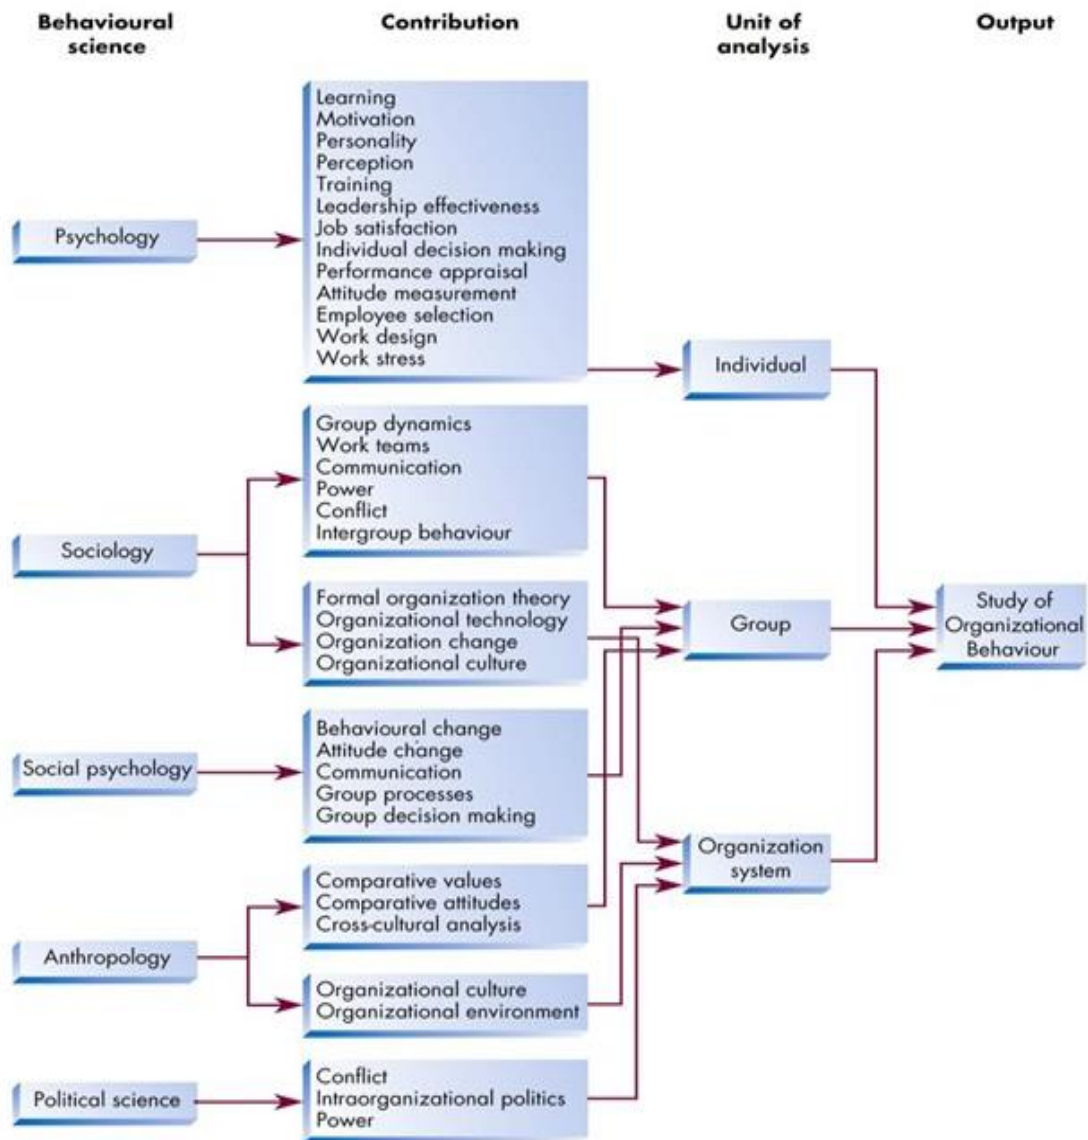 Behavioural
science
Contribution
Unit of
analysis
Output
Psychology
Learning
Motivation
Personality
Perception
Training
Leadership effectiveness
Job satisfaction
Individual decision making
Performance appraisal
Attitude measurement
Employee selection
Work design
Work stress
Individual
Sociology
Group dynamics
Work teams
Communication
Power
Conflict
Intergroup behaviour
Formal organization theory
Organizational technology
Organization change
Organizational culture
Group
Study of
Organizational
Behaviour
Social psychology
Behavioural change
Attitude change
Communication
Group processes
Group decision making
Organization
system
Anthropology
Comparative values
Comparative attitudes
Cross-cultural analysis
Organizational culture
Organizational environment
Political science
Conflict
Intraorganizational politics
Power